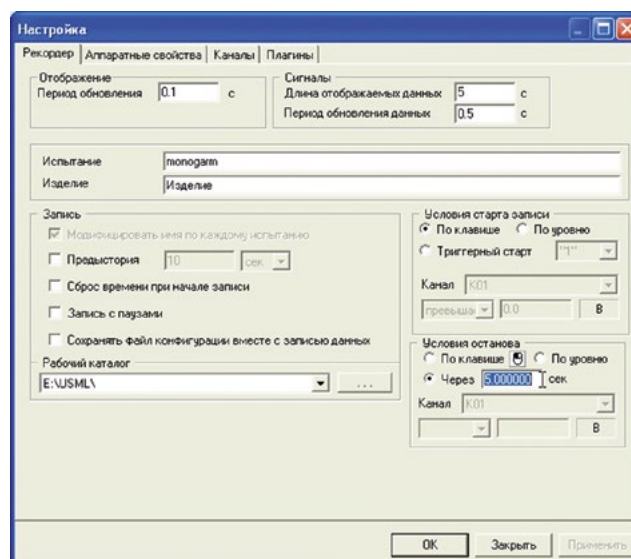 Настройка
Рекордер Аппаратные свойства Каналы Плагины
Отображение
Период обновления 0.1 с
Сигналы
Длина отображаемых данных 5 с
Период обновления данных 0.5 с
Испытание monogarm
Изделие Изделие
Запись
Модифицировать имя по каждому испытанию
Предыстория 10 сек
Сброс времени при начале записи
Запись с паузами
Сохранять файл конфигурации вместе с записью данных
Рабочий каталог
E:\USML\ ...
Условия старта записи
По клавише По уровню
Триггерный старт "1"
Канал K01
превыша 0.0 В
Условия останова
По клавише По уровню
Через 5.000000 сек
Канал K01
В
OK Закрыть Применить